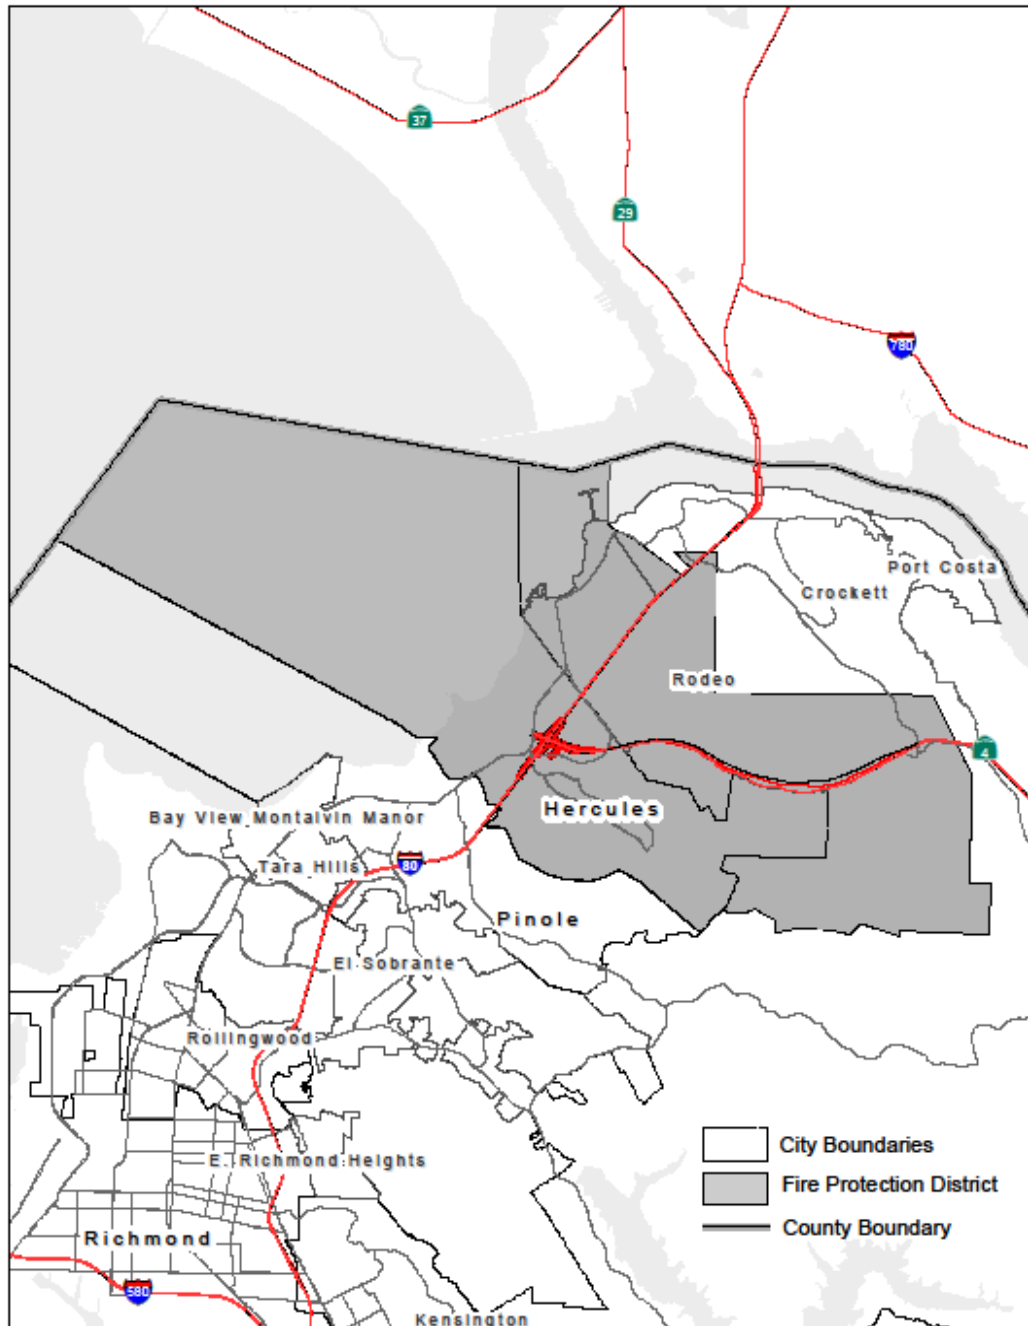 37
29
780
Port Costa
Crockett
Rodeo
4
Hercules
Bay View Montalvin Manor
Tara Hills
80
Pinole
El Sobrante
Rollingwood
City Boundaries
E. Richmond Heights
Fire Protection District
County Boundary
Richmond
580
Kensington